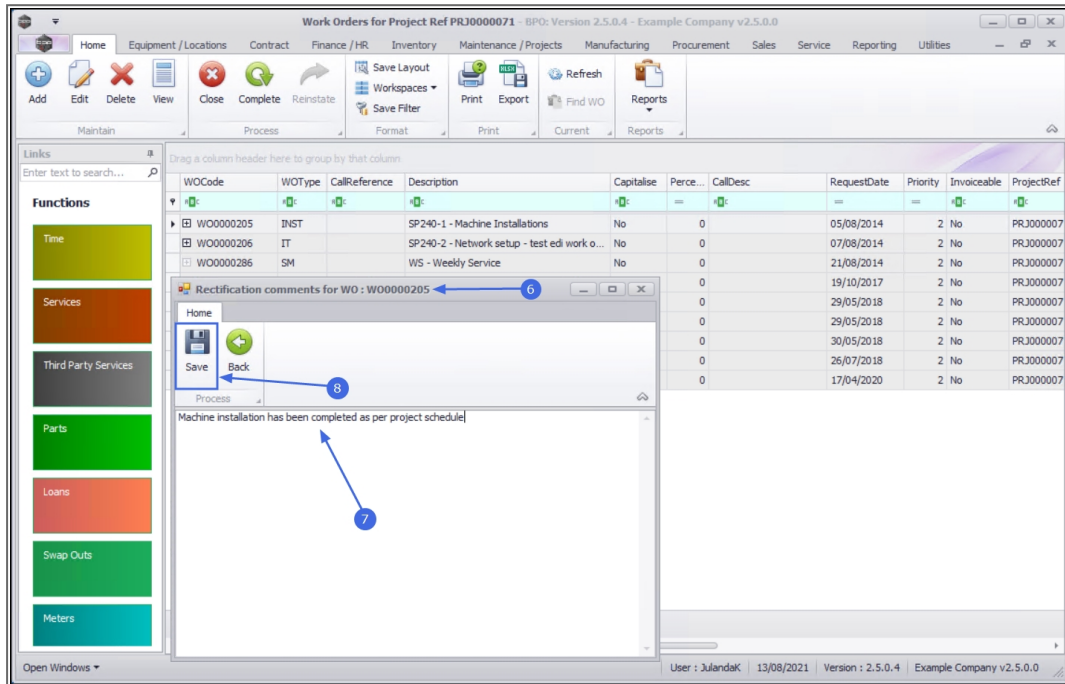 Work Orders for Project Ref PRJ0000071 - BPO: Version 2.5.0.4 - Example Company v2.5.0.0
Home Equipment / Locations Contract Finance / HR Inventory Maintenance / Projects Manufacturing Procurement Sales Service Reporting Utilities
Add Edit Delete View Close Complete Reinstate Save Layout Workspaces Save Filter Print Export Refresh Find WO Reports
Maintain Process Format Print Current Reports
Links
Enter text to search...
Drag a column header here to group by that column
WOCode WOType CallReference Description Capitalise Perce... CallDesc RequestDate Priority Invoiceable ProjectRef
WO0000205 INST SP240-1 - Machine Installations No 0 05/08/2014 2 No PRJ000007
WO0000206 IT SP240-2 - Network setup - test edi work o... No 0 07/08/2014 2 No PRJ000007
WO0000286 SM WS - Weekly Service No 0 21/08/2014 2 No PRJ000007
0 19/10/2017 2 No PRJ000007
0 29/05/2018 2 No PRJ000007
0 29/05/2018 2 No PRJ000007
0 30/05/2018 2 No PRJ000007
0 26/07/2018 2 No PRJ000007
0 17/04/2020 2 No PRJ000007
Functions
Time
Services
Third Party Services
Parts
Loans
Swap Outs
Meters
Rectification comments for WO : WO0000205
6
Home
Save Back
8
Process
Machine installation has been completed as per project schedule
7
Open Windows
User : JulandaK 13/08/2021 Version : 2.5.0.4 Example Company v2.5.0.0